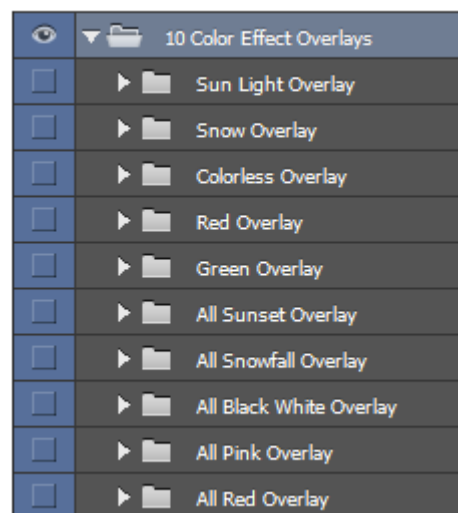 10 Color Effect Overlays
Sun Light Overlay
Snow Overlay
Colorless Overlay
Red Overlay
Green Overlay
All Sunset Overlay
All Snowfall Overlay
All Black White Overlay
All Pink Overlay
All Red Overlay